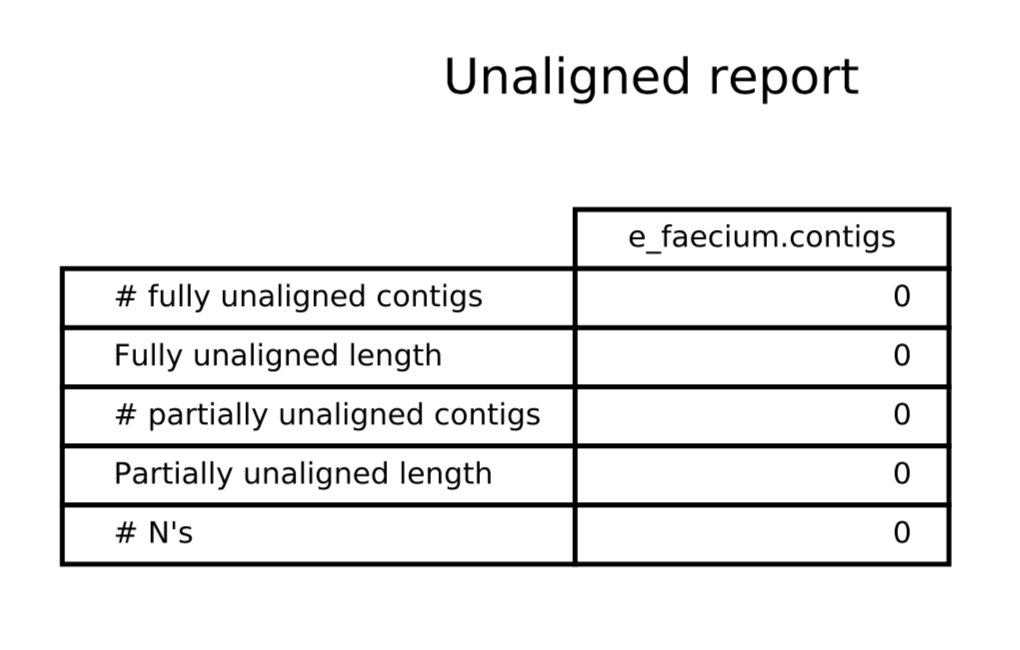 Unaligned report
e_faecium.contigs
# fully unaligned contigs 0
Fully unaligned length 0
# partially unaligned contigs 0
Partially unaligned length 0
# N's 0